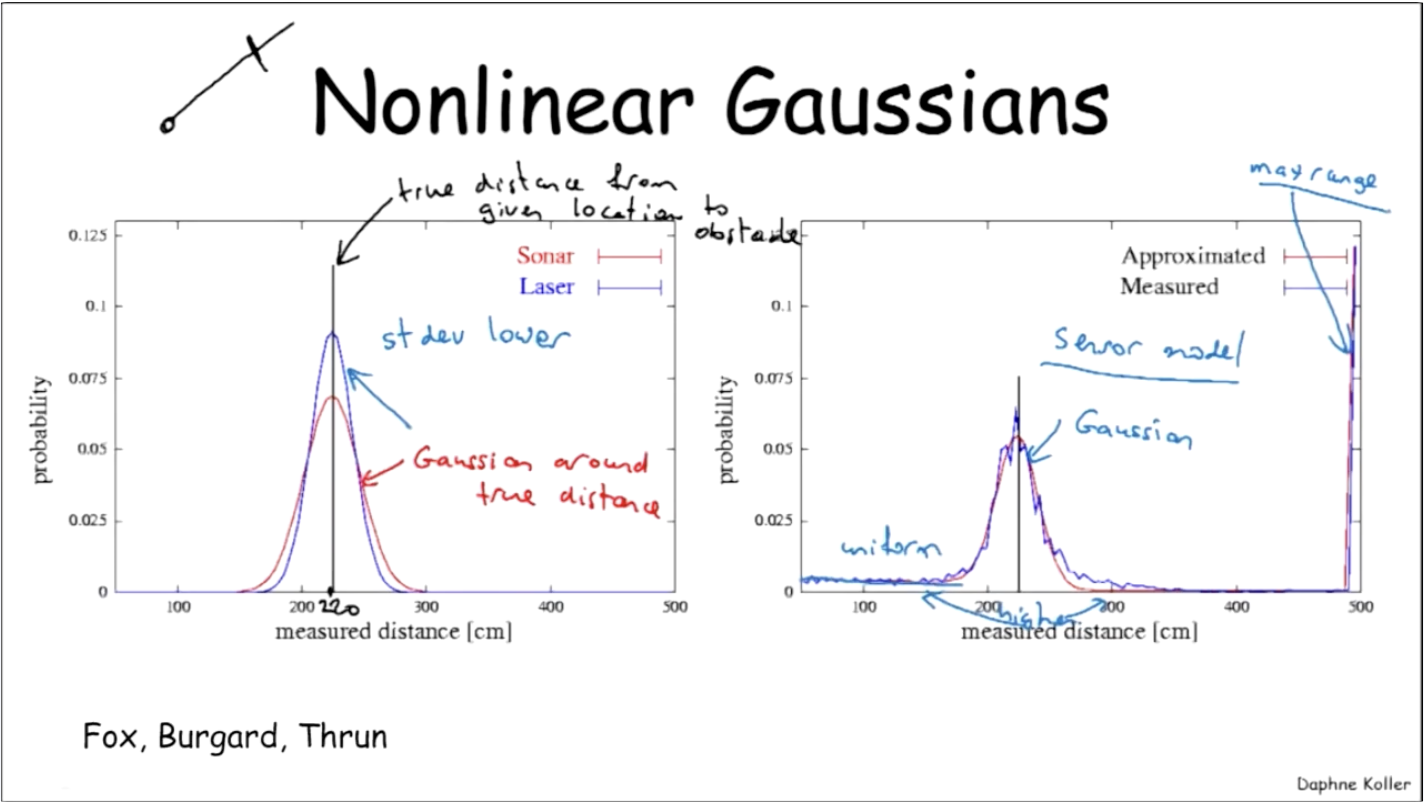 Nonlinear Gaussians
true distance from
given location to
obstacle
max range
0.125
0.1
0.075
0.05
0.025
0
probability
Sonar
Laser
st dev lower
Gaussian around
true distance
100
200
300
400
500
220
measured distance [cm]
0.1
0.075
0.05
0.025
0
probability
Approximated
Measured
Sensor model
Gaussian
uniform
100
200
300
400
500
higher
measured distance [cm]
Fox, Burgard, Thrun
Daphne Koller